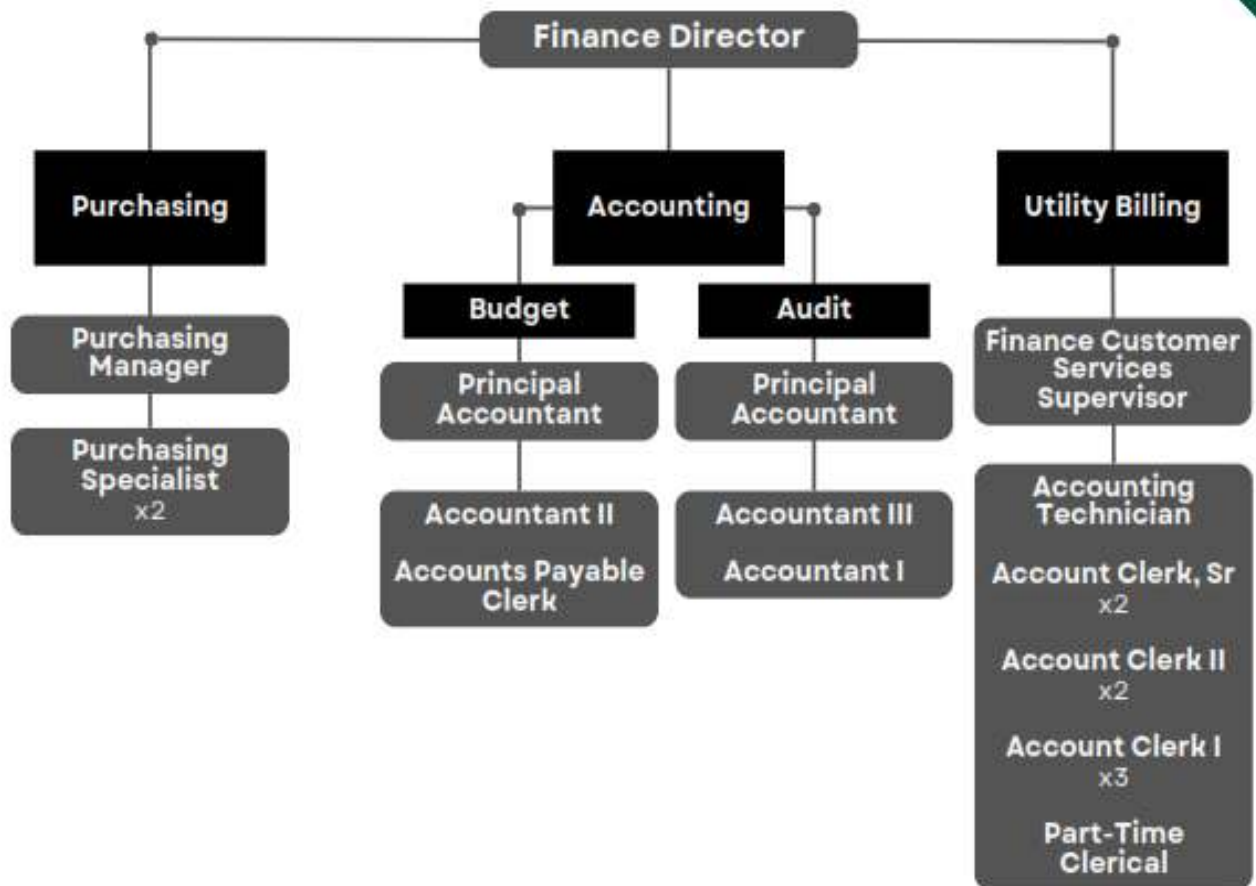 Finance Director
Purchasing
Accounting
Utility Billing
Budget
Audit
Purchasing
Manager
Purchasing
Specialist
x2
Principal
Accountant
Accountant II
Accounts Payable
Clerk
Principal
Accountant
Accountant III
Accountant I
Finance Customer
Services
Supervisor
Accounting
Technician
Account Clerk, Sr
x2
Account Clerk II
x2
Account Clerk I
x3
Part-Time
Clerical